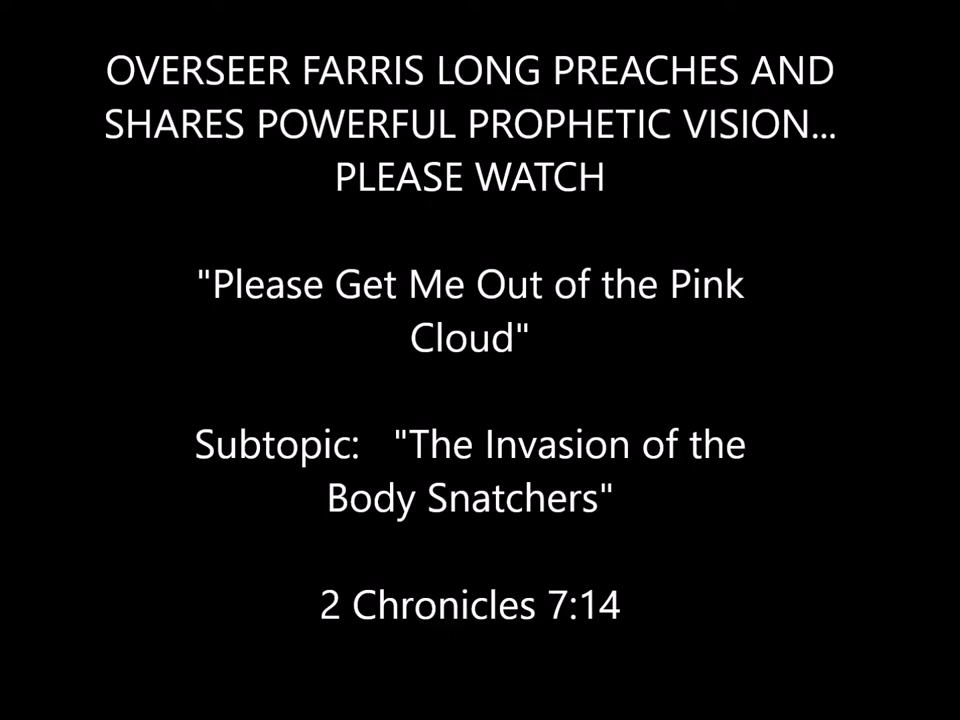 OVERSEER FARRIS LONG PREACHES AND
SHARES POWERFUL PROPHETIC VISION...
PLEASE WATCH
"Please Get Me Out of the Pink
Cloud"
Subtopic:   "The Invasion of the
Body Snatchers"
2 Chronicles 7:14